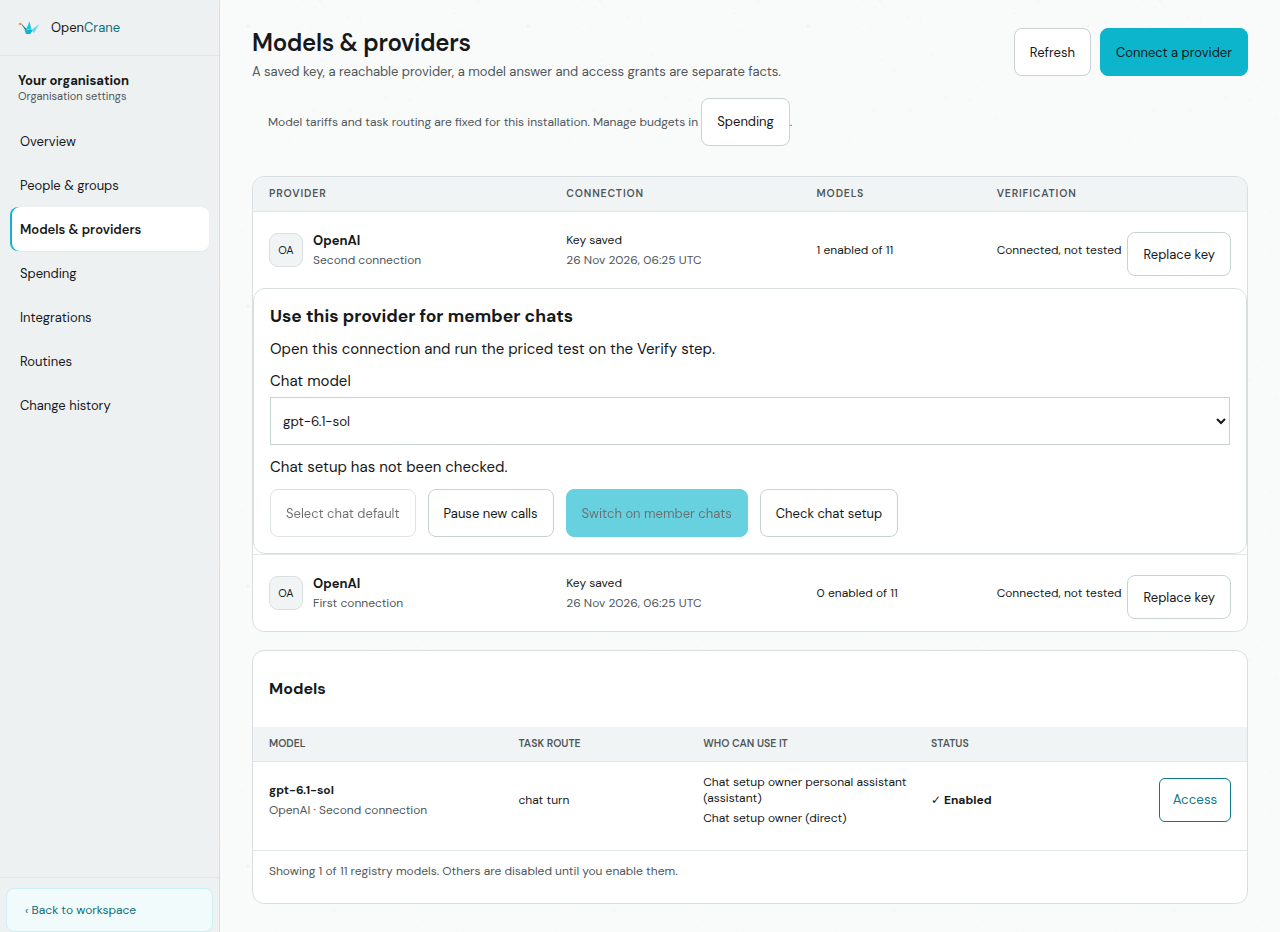 OpenCrane
Your organisation
Organisation settings
Overview
People & groups
Models & providers
Spending
Integrations
Routines
Change history
‹ Back to workspace
Models & providers
A saved key, a reachable provider, a model answer and access grants are separate facts.
Refresh
Connect a provider
Model tariffs and task routing are fixed for this installation. Manage budgets in Spending .
PROVIDER CONNECTION MODELS VERIFICATION
OA OpenAI Key saved 1 enabled of 11 Connected, not tested Replace key
Second connection 26 Nov 2026, 06:25 UTC
Use this provider for member chats
Open this connection and run the priced test on the Verify step.
Chat model
gpt-6.1-sol
Chat setup has not been checked.
Select chat default Pause new calls Switch on member chats Check chat setup
OA OpenAI Key saved 0 enabled of 11 Connected, not tested Replace key
First connection 26 Nov 2026, 06:25 UTC
Models
MODEL TASK ROUTE WHO CAN USE IT STATUS
gpt-6.1-sol chat turn Chat setup owner personal assistant ✓ Enabled Access
OpenAI · Second connection (assistant)
Chat setup owner (direct)
Showing 1 of 11 registry models. Others are disabled until you enable them.